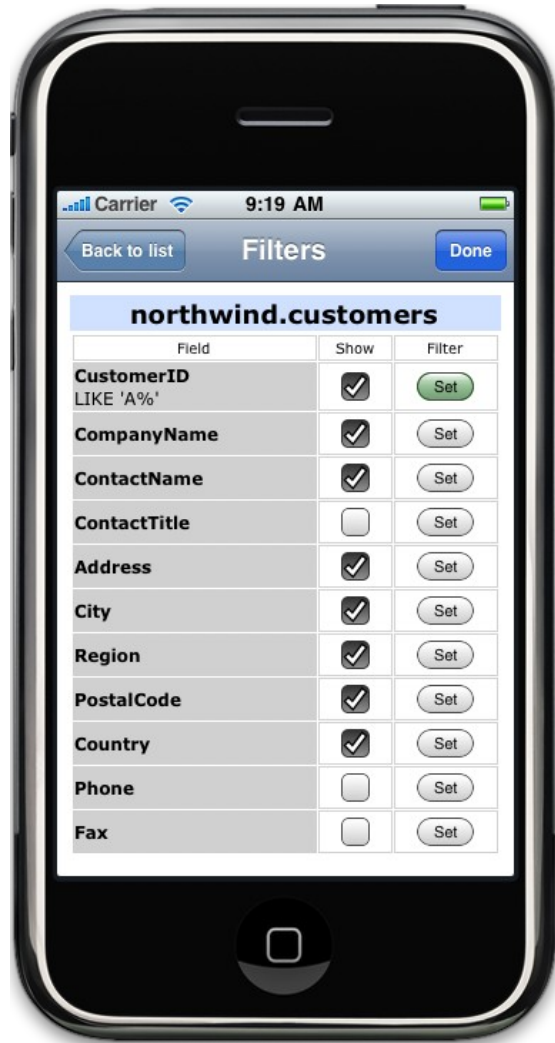 Carrier 9:19 AM
Back to list Filters Done
northwind.customers
Field Show Filter
CustomerID Set
LIKE 'A%'
CompanyName Set
ContactName Set
ContactTitle Set
Address Set
City Set
Region Set
PostalCode Set
Country Set
Phone Set
Fax Set